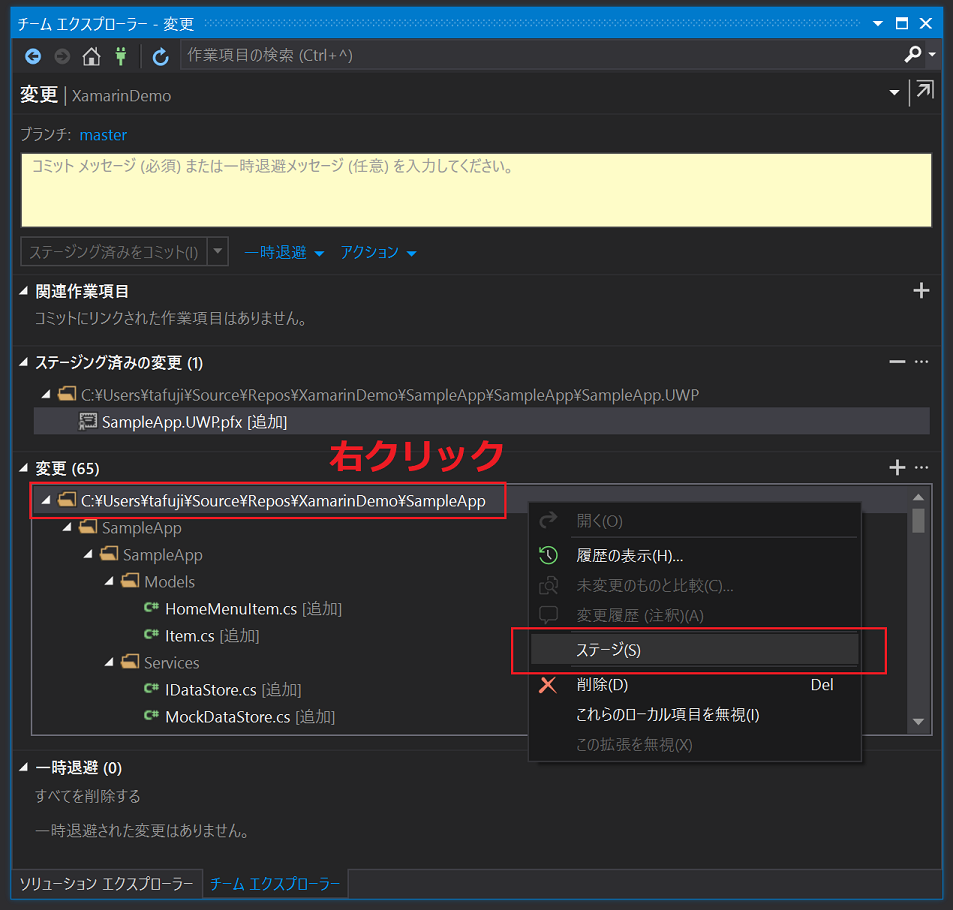 チーム エクスプローラー - 変更
作業項目の検索 (Ctrl+^)
変更 | XamarinDemo
ブランチ: master
コミット メッセージ (必須) または一時退避メッセージ (任意) を入力してください。
ステージング済みをコミット(I) 一時退避 アクション
関連作業項目
コミットにリンクされた作業項目はありません。
ステージング済みの変更 (1)
C:¥Users¥tafuji¥Source¥Repos¥XamarinDemo¥SampleApp¥SampleApp¥SampleApp.UWP
SampleApp.UWP.pfx [追加]
右クリック
変更 (65)
C:¥Users¥tafuji¥Source¥Repos¥XamarinDemo¥SampleApp
SampleApp
SampleApp
Models
C# HomeMenuItem.cs [追加]
C# Item.cs [追加]
Services
C# IDataStore.cs [追加]
C# MockDataStore.cs [追加]
開く(O)
履歴の表示(H)...
未変更のものと比較(C)...
変更履歴 (注釈)(A)
ステージ(S)
削除(D) Del
これらのローカル項目を無視(I)
この拡張を無視(X)
一時退避 (0)
すべてを削除する
一時退避された変更はありません。
ソリューション エクスプローラー チーム エクスプローラー